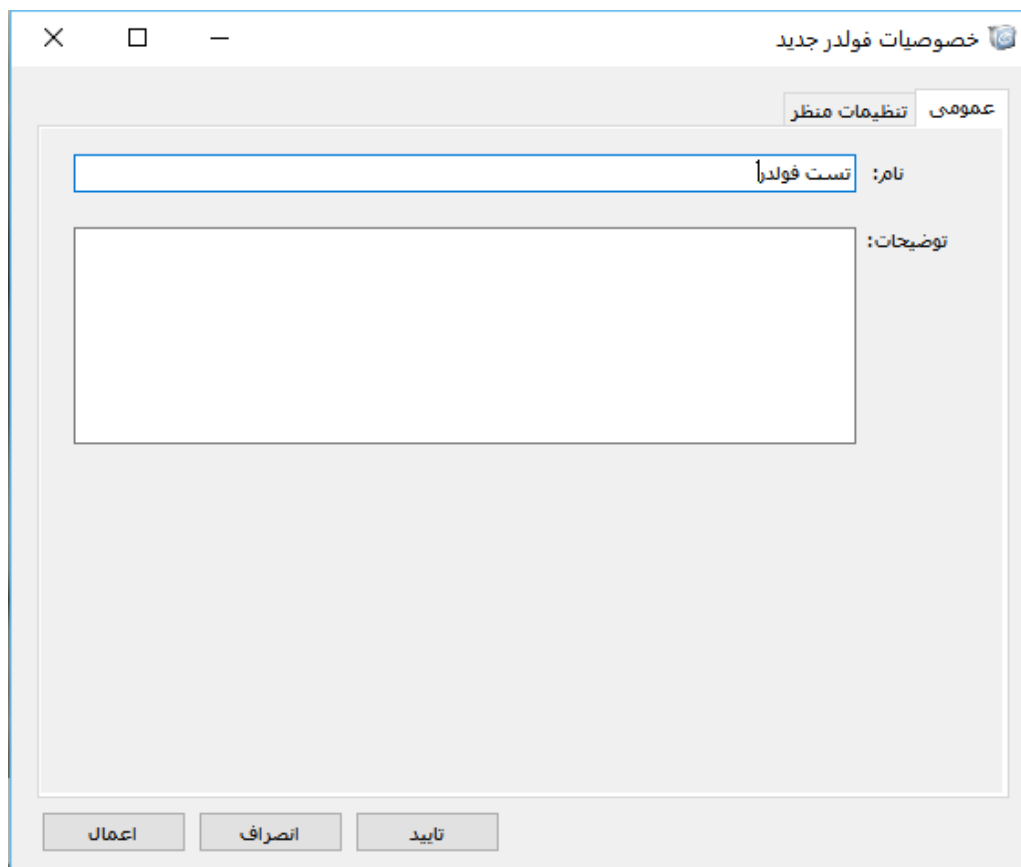 خصوصیات فولدر جدید
عمومی تنظیمات منظر
نام: تست فولدر
توضیحات:
تایید انصراف اعمال